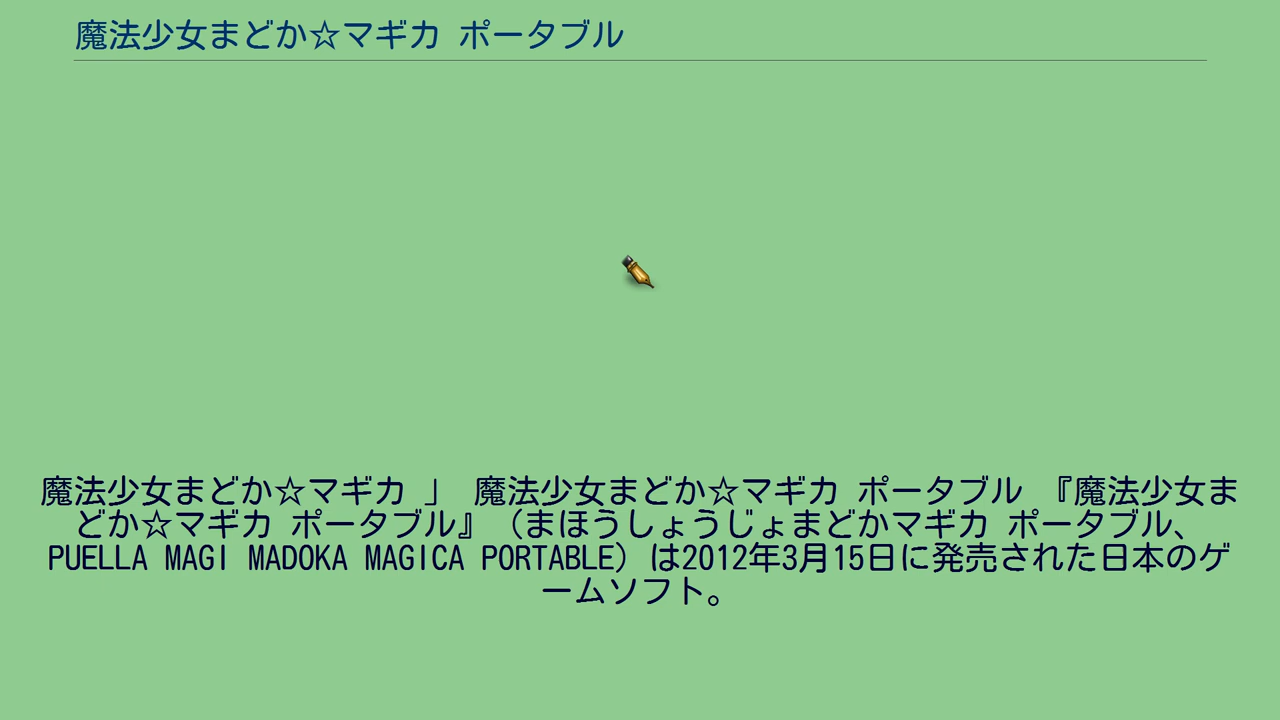 魔法少女まどか☆マギカ ポータブル
魔法少女まどか☆マギカ 」 魔法少女まどか☆マギカ ポータブル 『魔法少女ま
どか☆マギカ ポータブル』（まほうしょうじょまどかマギカ ポータブル、
PUELLA MAGI MADOKA MAGICA PORTABLE）は2012年3月15日に発売された日本のゲ
ームソフト。